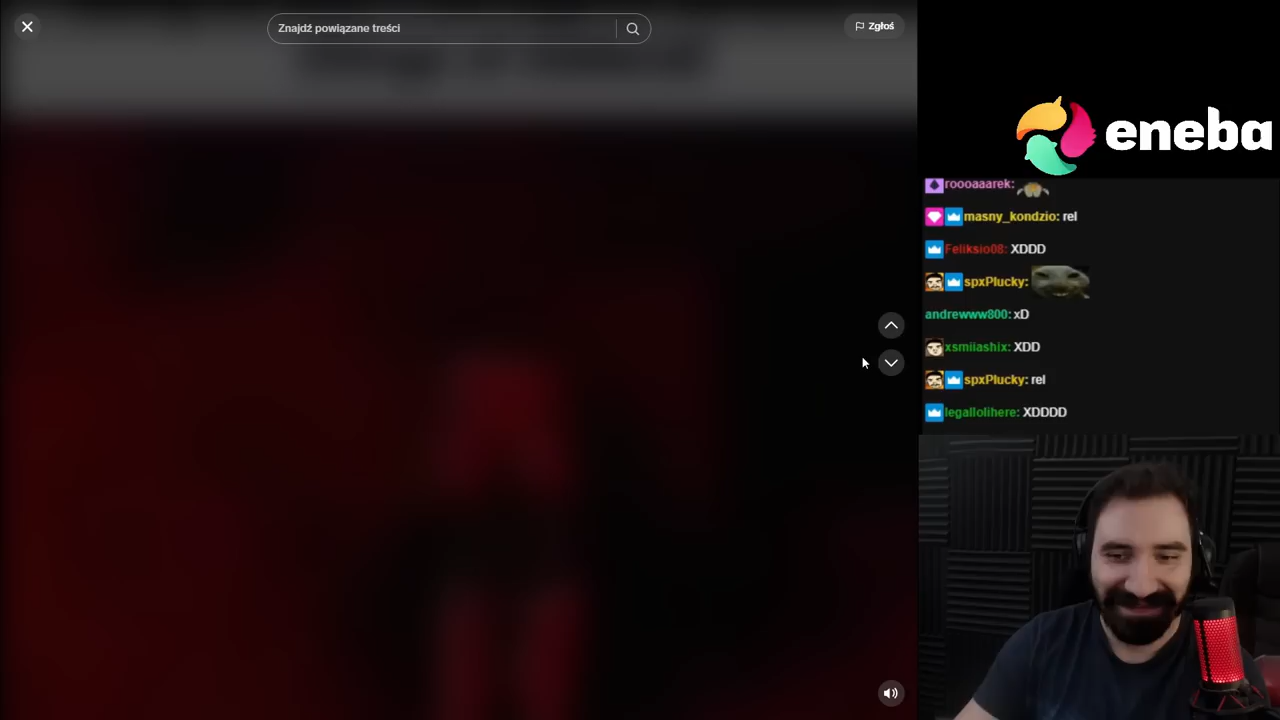 Znajdź powiązane treści
Zgłoś
eneba
roooaaarek:
masny_kondzio: rel
Feliksio08: XDDD
spxPlucky:
andrewww800: xD
xsmiiashix: XDD
spxPlucky: rel
legallolihere: XDDDD